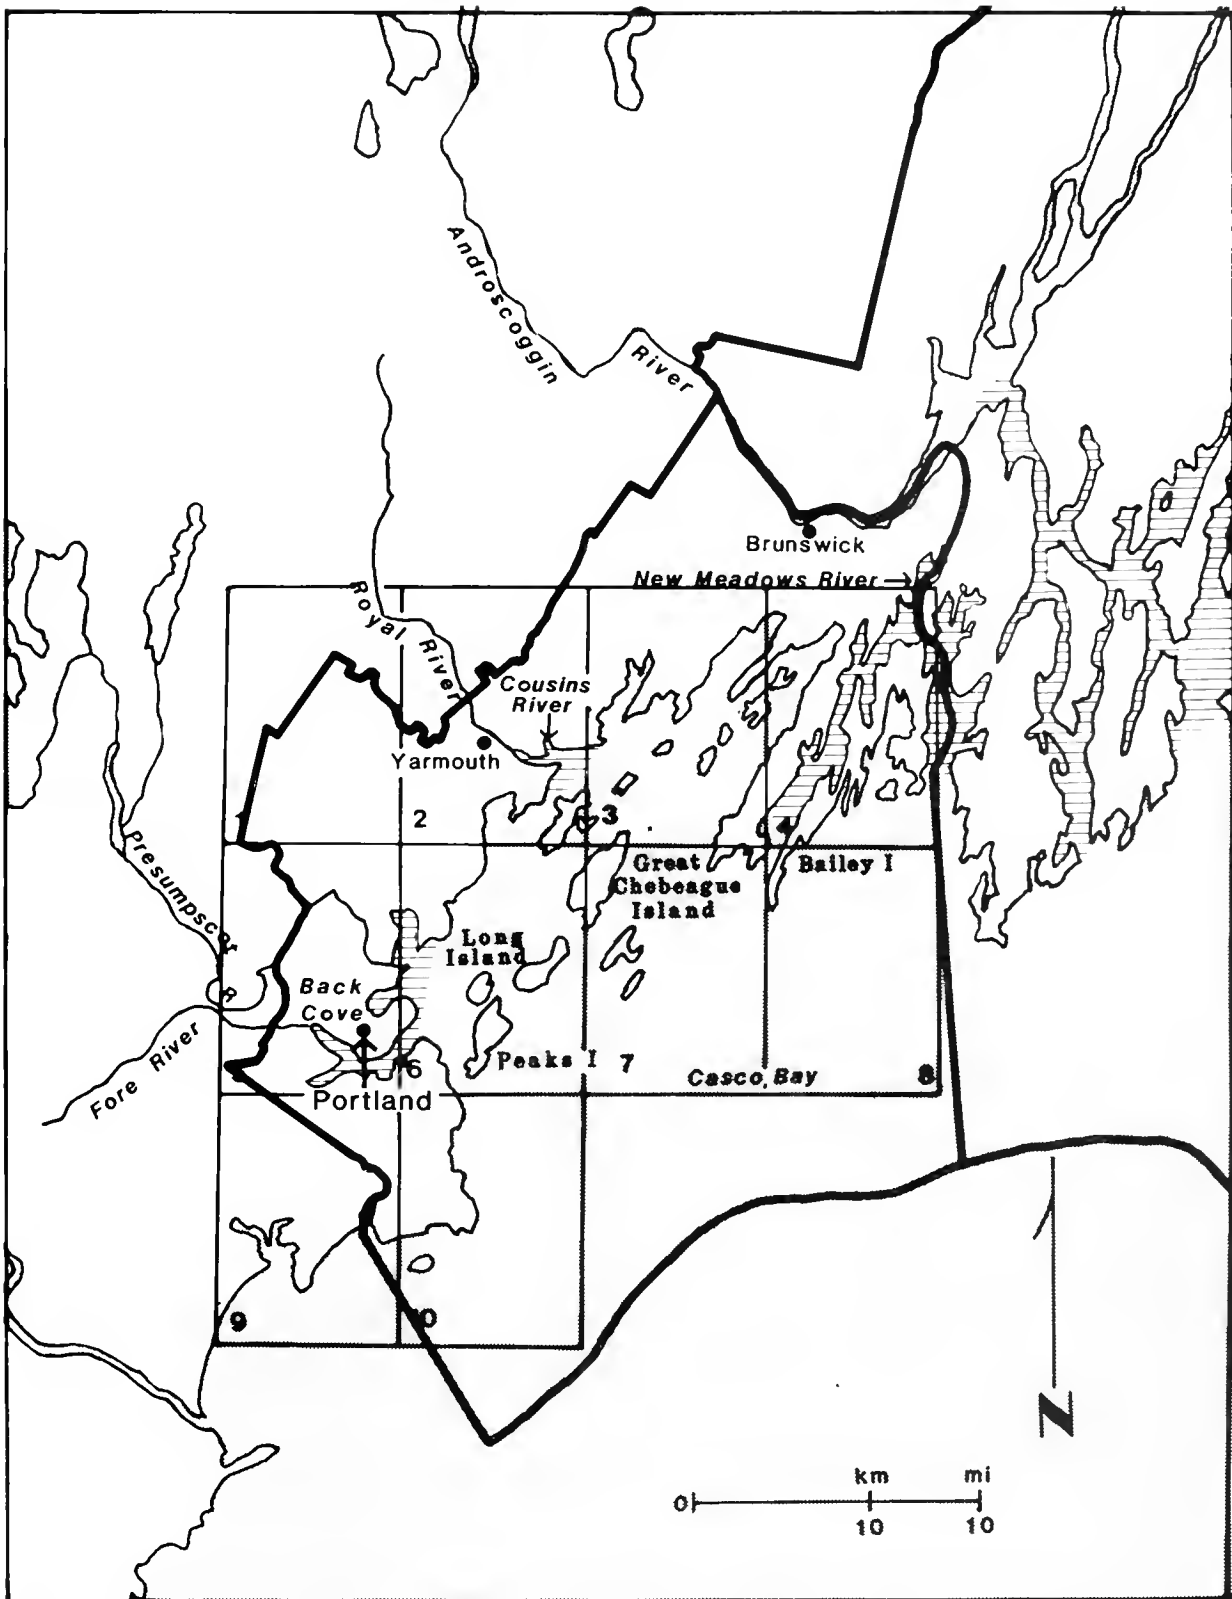 Androscoggin
River
Brunswick
New Meadows River
Royal River
Cousins
River
Yarmouth
1
2
3
4
Presumpscot
R
Great
Chebeague
Island
Bailey I
Long
Island
Back
Cove
Fore River
Peaks I
6
7
8
Casco Bay
Portland
9
10
N
km
mi
0
10
10